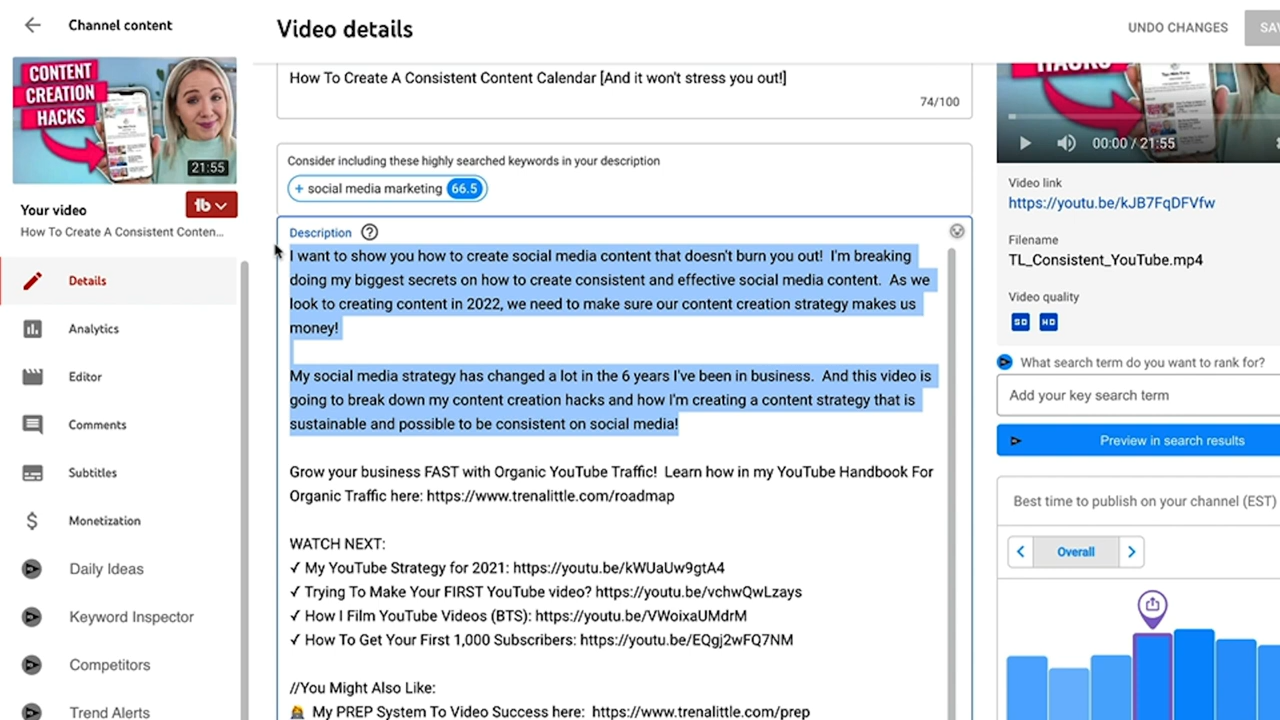 Channel content
CONTENT
CREATION
HACKS
21:55
Your video
How To Create A Consistent Conten...
Details
Analytics
Editor
Comments
Subtitles
Monetization
Daily Ideas
Keyword Inspector
Competitors
Trend Alerts
Video details
UNDO CHANGES
How To Create A Consistent Content Calendar [And it won't stress you out!]
74/100
Consider including these highly searched keywords in your description
+ social media marketing 66.5
Description
I want to show you how to create social media content that doesn't burn you out!  I'm breaking
doing my biggest secrets on how to create consistent and effective social media content.  As we
look to creating content in 2022, we need to make sure our content creation strategy makes us
money!
My social media strategy has changed a lot in the 6 years I've been in business.  And this video is
going to break down my content creation hacks and how I'm creating a content strategy that is
sustainable and possible to be consistent on social media!
Grow your business FAST with Organic YouTube Traffic!  Learn how in my YouTube Handbook For
Organic Traffic here: https://www.trenalittle.com/roadmap
WATCH NEXT:
✓ My YouTube Strategy for 2021: https://youtu.be/kWUaUw9gtA4
✓ Trying To Make Your FIRST YouTube video? https://youtu.be/vchwQwLzays
✓ How I Film YouTube Videos (BTS): https://youtu.be/VWoixaUMdrM
✓ How To Get Your First 1,000 Subscribers: https://youtu.be/EQgj2wFQ7NM
//You Might Also Like:
My PREP System To Video Success here:  https://www.trenalittle.com/prep
HACKS
00:00 / 21:55
Video link
https://youtu.be/kJB7FqDFVfw
Filename
TL_Consistent_YouTube.mp4
Video quality
SD HD
What search term do you want to rank for?
Add your key search term
Preview in search results
Best time to publish on your channel (EST)
Overall